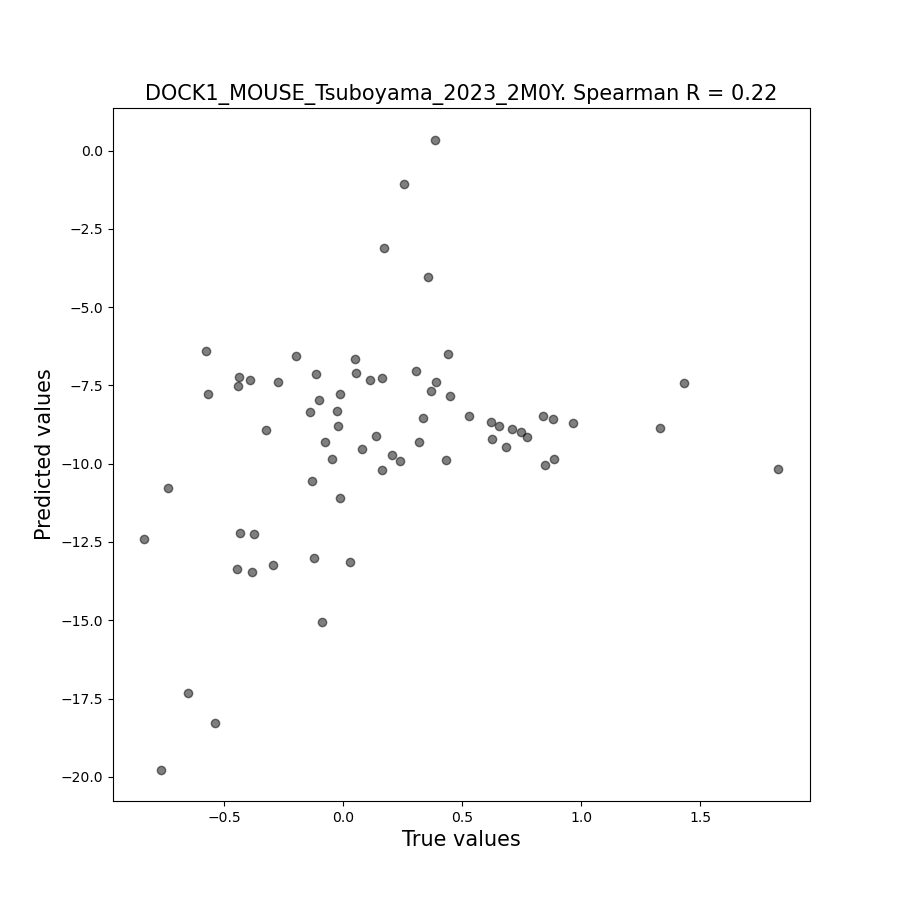 DOCK1_MOUSE_Tsuboyama_2023_2M0Y. Spearman R = 0.22
Predicted values
0.0
−2.5
−5.0
−7.5
−10.0
−12.5
−15.0
−17.5
−20.0
−0.5 0.0 0.5 1.0 1.5
True values